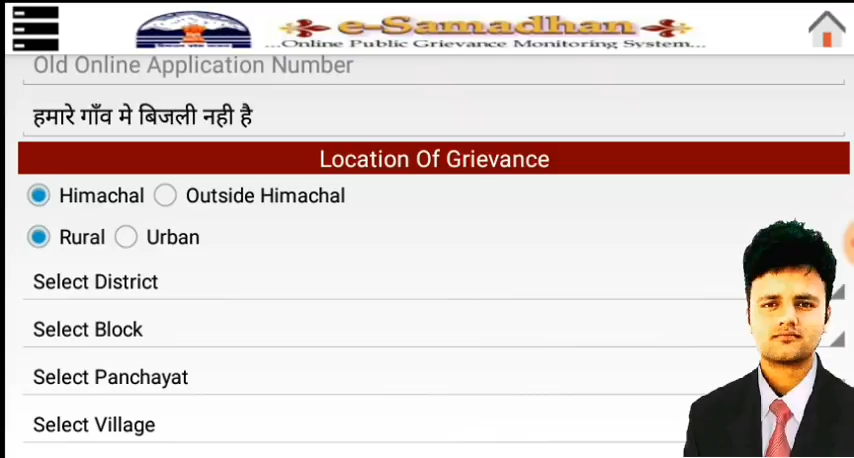 e-Samadhan
...Online Public Grievance Monitoring System...
Old Online Application Number
हमारे गाँव मे बिजली नही है
Location Of Grievance
Himachal Outside Himachal
Rural Urban
Select District
Select Block
Select Panchayat
Select Village